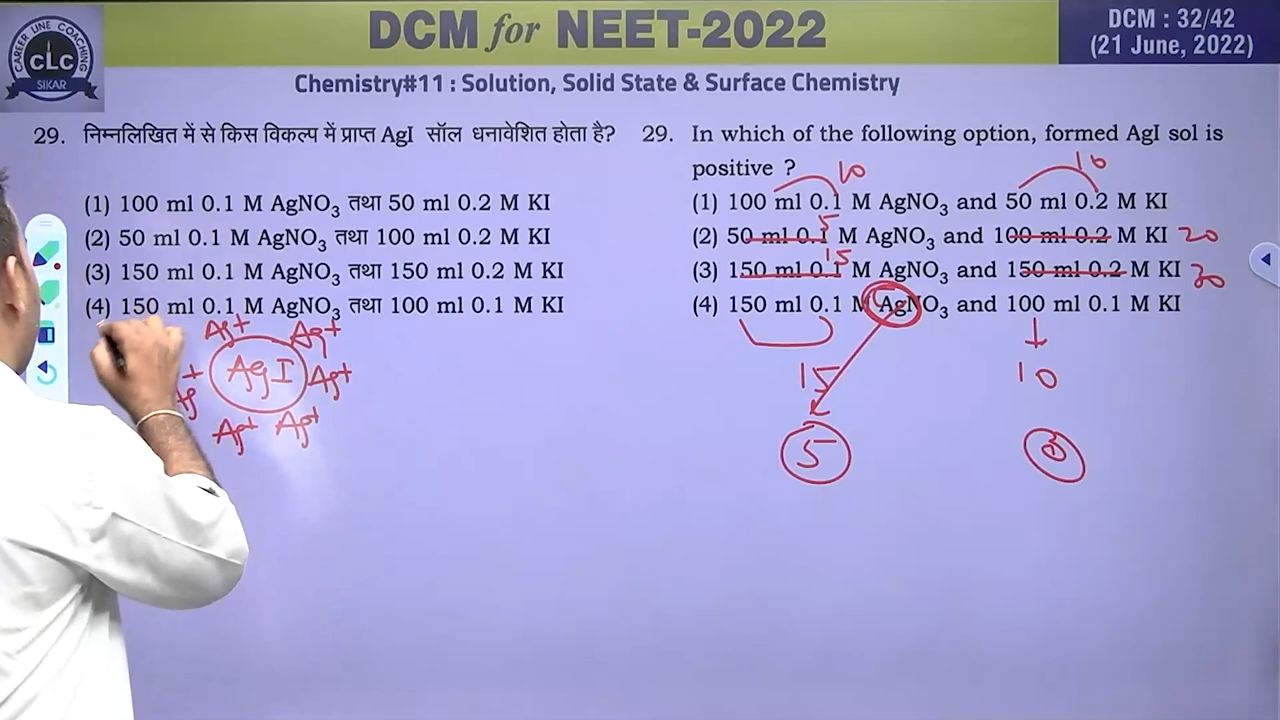 DCM for NEET-2022
DCM : 32/42
(21 June, 2022)
CAREER LINE COACHING
CLC
SIKAR
Chemistry#11 : Solution, Solid State & Surface Chemistry
29. निम्नलिखित में से किस विकल्प में प्राप्त AgI सॉल धनावेशित होता है?
(1) 100 ml 0.1 M AgNO₃ तथा 50 ml 0.2 M KI
(2) 50 ml 0.1 M AgNO₃ तथा 100 ml 0.2 M KI
(3) 150 ml 0.1 M AgNO₃ तथा 150 ml 0.2 M KI
(4) 150 ml 0.1 M AgNO₃ तथा 100 ml 0.1 M KI
Ag+ Ag+
AgI Ag+
Ag+
Ag+ Ag+
29. In which of the following option, formed AgI sol is
positive ?
10 10
(1) 100 ml 0.1 M AgNO₃ and 50 ml 0.2 M KI
5
(2) 50 ml 0.1 M AgNO₃ and 100 ml 0.2 M KI 20
15
(3) 150 ml 0.1 M AgNO₃ and 150 ml 0.2 M KI 30
(4) 150 ml 0.1 M AgNO₃ and 100 ml 0.1 M KI
15 10
5 0